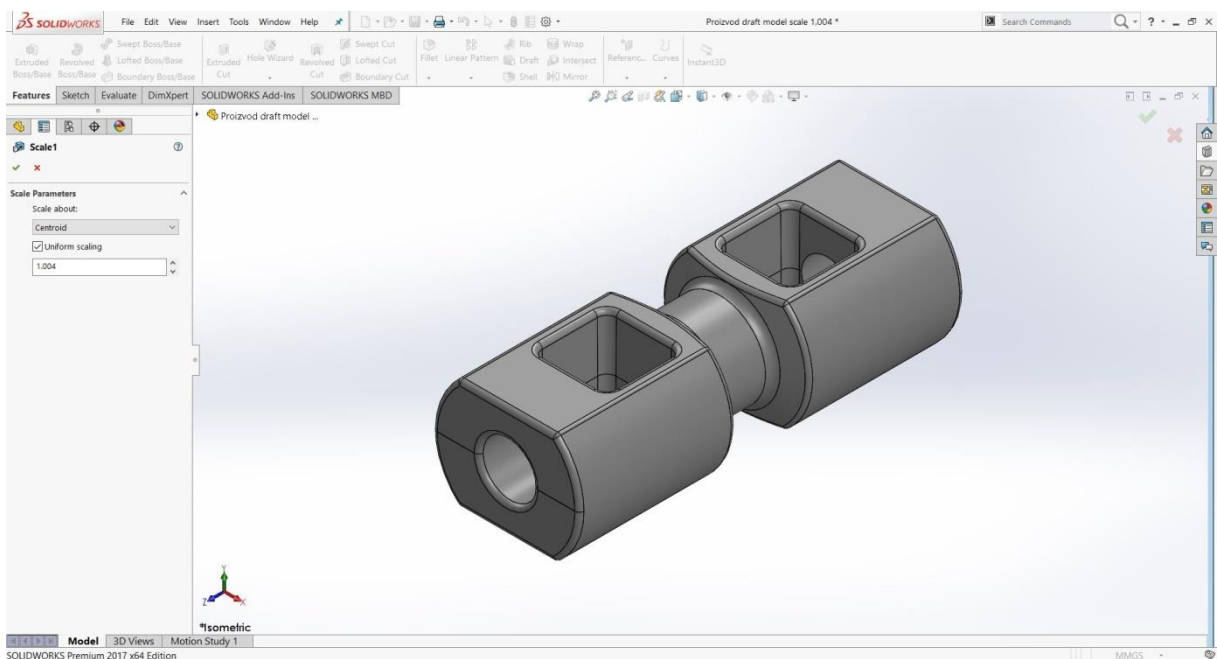 SOLIDWORKS File Edit View Insert Tools Window Help Proizvod draft model scale 1.004 * Search Commands ?
Extruded Boss/Base Revolved Boss/Base Swept Boss/Base Lofted Boss/Base Boundary Boss/Base Extruded Cut Hole Wizard Revolved Cut Swept Cut Lofted Cut Boundary Cut Fillet Linear Pattern Rib Draft Shell Wrap Intersect Mirror Referenc... Curves Instant3D
Features Sketch Evaluate DimXpert SOLIDWORKS Add-Ins SOLIDWORKS MBD
Proizvod draft model ...
Scale1
Scale Parameters
Scale about:
Centroid
Uniform scaling
1.004
Y
Z X
*Isometric
Model 3D Views Motion Study 1
SOLIDWORKS Premium 2017 x64 Edition MMGS